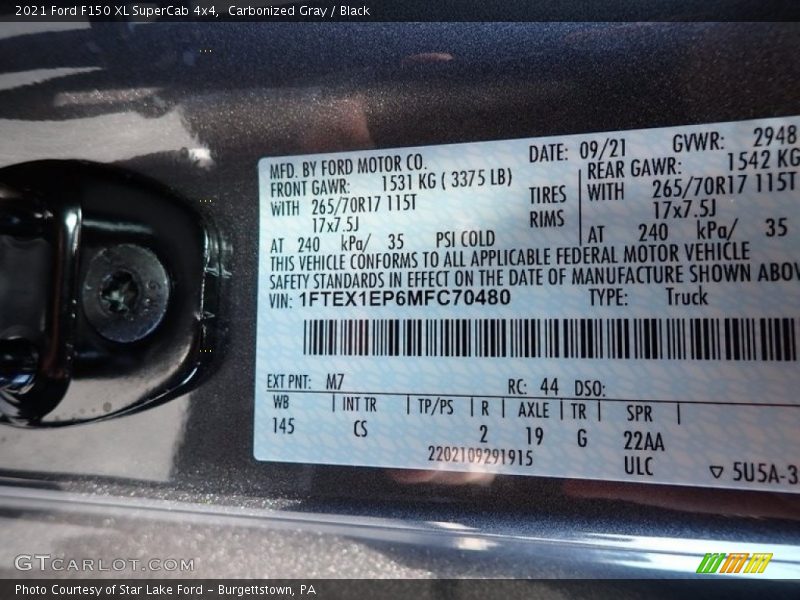 2021 Ford F150 XL SuperCab 4x4, Carbonized Gray / Black
MFD. BY FORD MOTOR CO. DATE: 09/21 GVWR: 2948
FRONT GAWR: 1531 KG ( 3375 LB) REAR GAWR: 1542 KG
WITH 265/70R17 115T TIRES WITH 265/70R17 115T
17x7.5J RIMS 17x7.5J
AT 240 kPa/ 35 PSI COLD AT 240 kPa/ 35
THIS VEHICLE CONFORMS TO ALL APPLICABLE FEDERAL MOTOR VEHICLE
SAFETY STANDARDS IN EFFECT ON THE DATE OF MANUFACTURE SHOWN ABOV
VIN: 1FTEX1EP6MFC70480 TYPE: Truck
EXT PNT: M7 RC: 44 DSO:
WB | INT TR | TP/PS | R | AXLE | TR | SPR |
145 CS 2 19 G 22AA
2202109291915 ULC ▽ 5U5A-3
GTCARLOT.COM
Photo Courtesy of Star Lake Ford - Burgettstown, PA